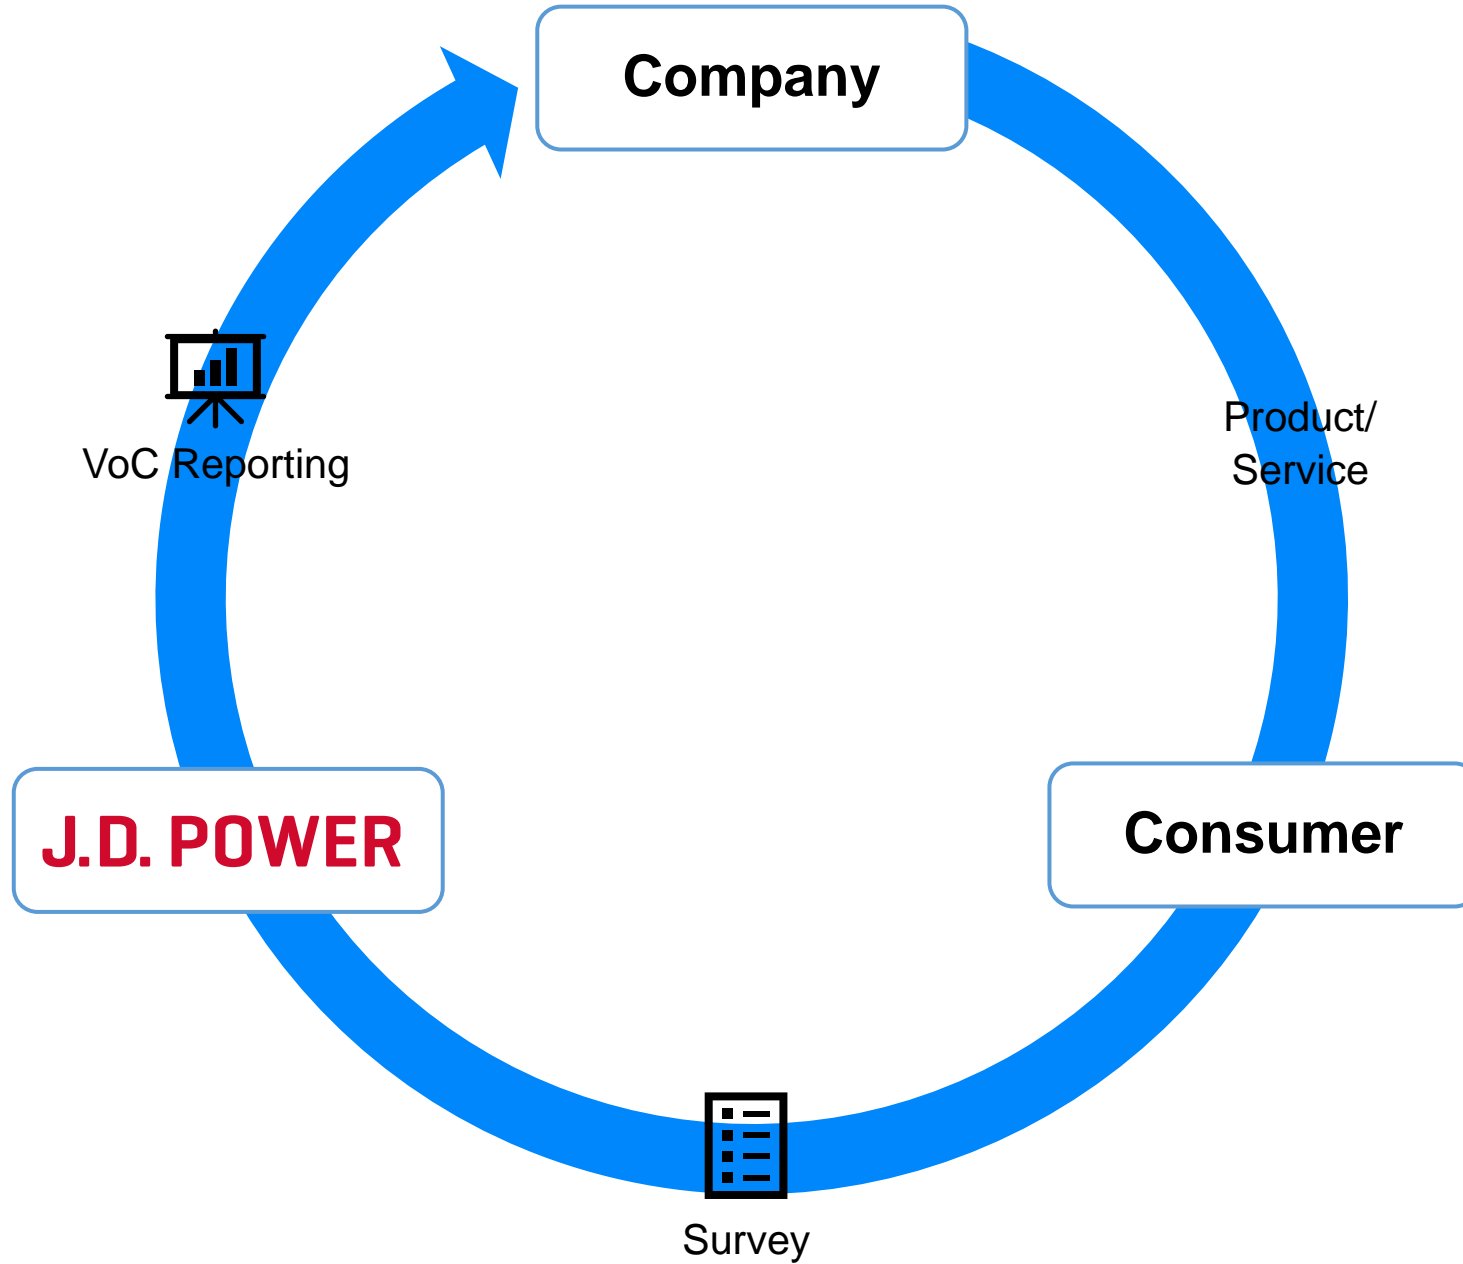 Company
Product/
Service
VoC Reporting
J.D. POWER
Consumer
Survey